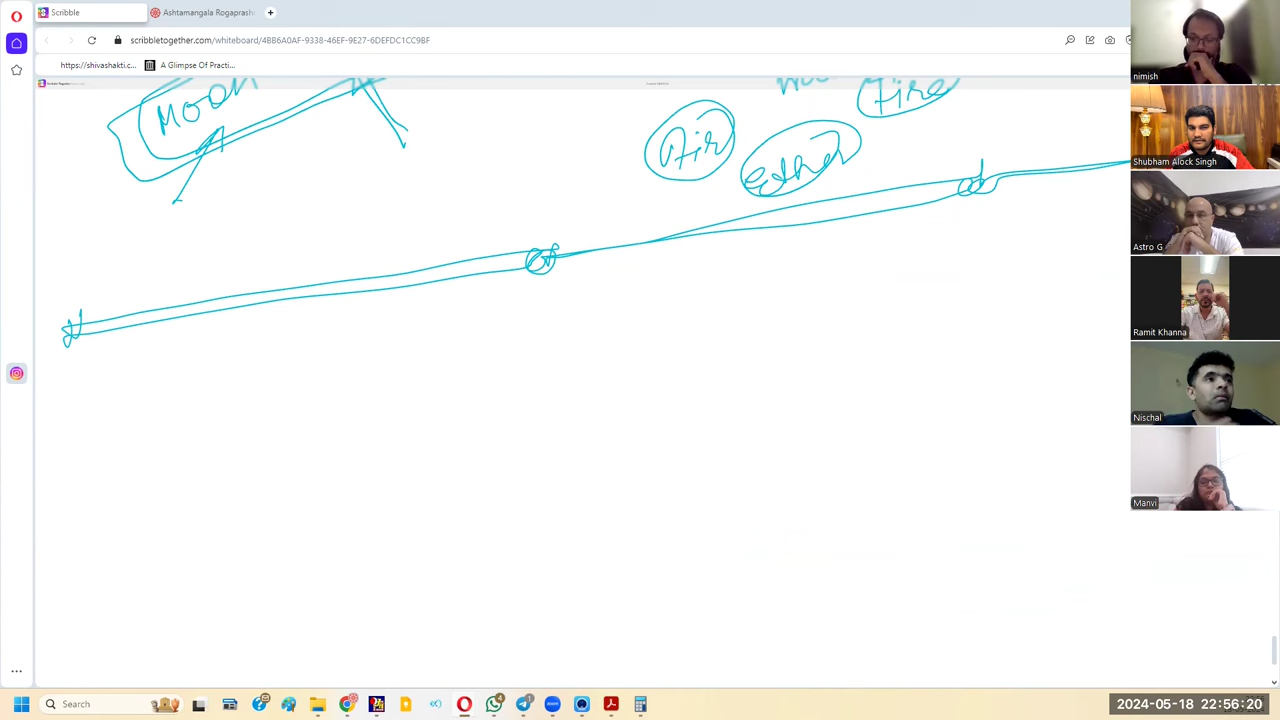 Scribble
Ashtamangala Rogaprash
scribbletogether.com/whiteboard/4BB6A0AF-9338-46EF-9E27-6DEFDC1CC9BF
https://shivashakti.c...
A Glimpse Of Practi...
MOON
Fire
Air
Ether
nimish
Shubham Alock Singh
Astro G
Ramit Khanna
Nischal
Manvi
Search
2024-05-18 22:56:20